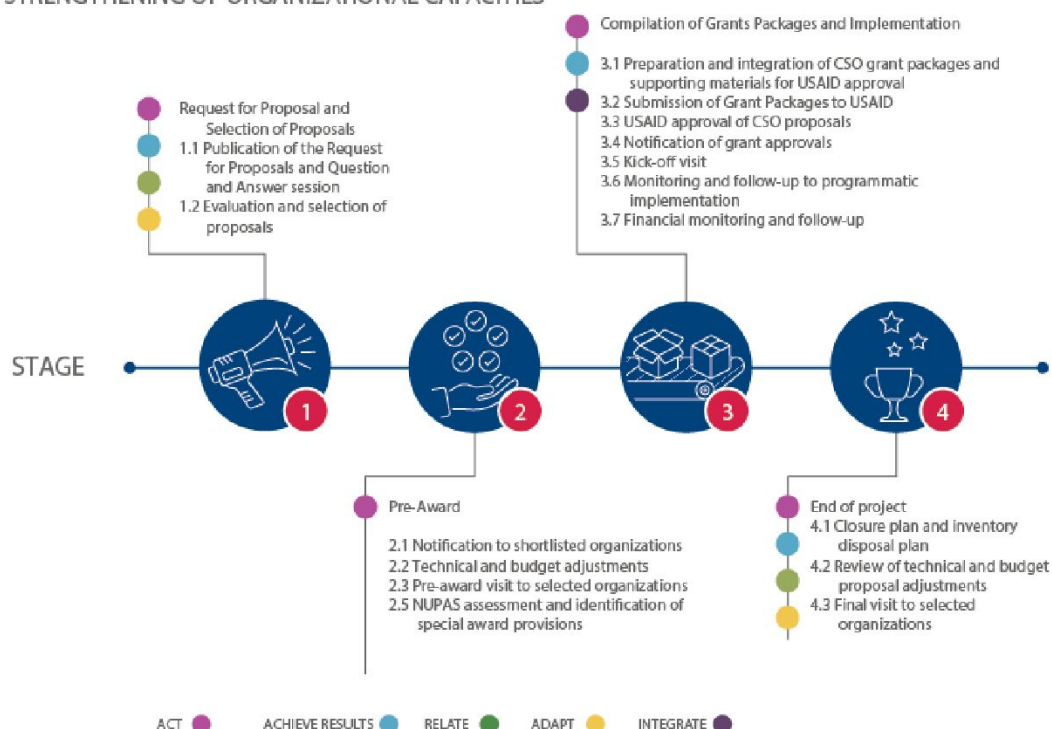 STRENGTHENING OF ORGANIZATIONAL CAPACITIES
Request for Proposal and
Selection of Proposals
1.1 Publication of the Request
for Proposals and Question
and Answer session
1.2 Evaluation and selection of
proposals
Compilation of Grants Packages and Implementation
3.1 Preparation and integration of CSO grant packages and
supporting materials for USAID approval
3.2 Submission of Grant Packages to USAID
3.3 USAID approval of CSO proposals
3.4 Notification of grant approvals
3.5 Kick-off visit
3.6 Monitoring and follow-up to programmatic
implementation
3.7 Financial monitoring and follow-up
STAGE
1
2
3
4
Pre-Award
2.1 Notification to shortlisted organizations
2.2 Technical and budget adjustments
2.3 Pre-award visit to selected organizations
2.5 NUPAS assessment and identification of
special award provisions
End of project
4.1 Closure plan and inventory
disposal plan
4.2 Review of technical and budget
proposal adjustments
4.3 Final visit to selected
organizations
ACT ACHIEVE RESULTS RELATE ADAPT INTEGRATE